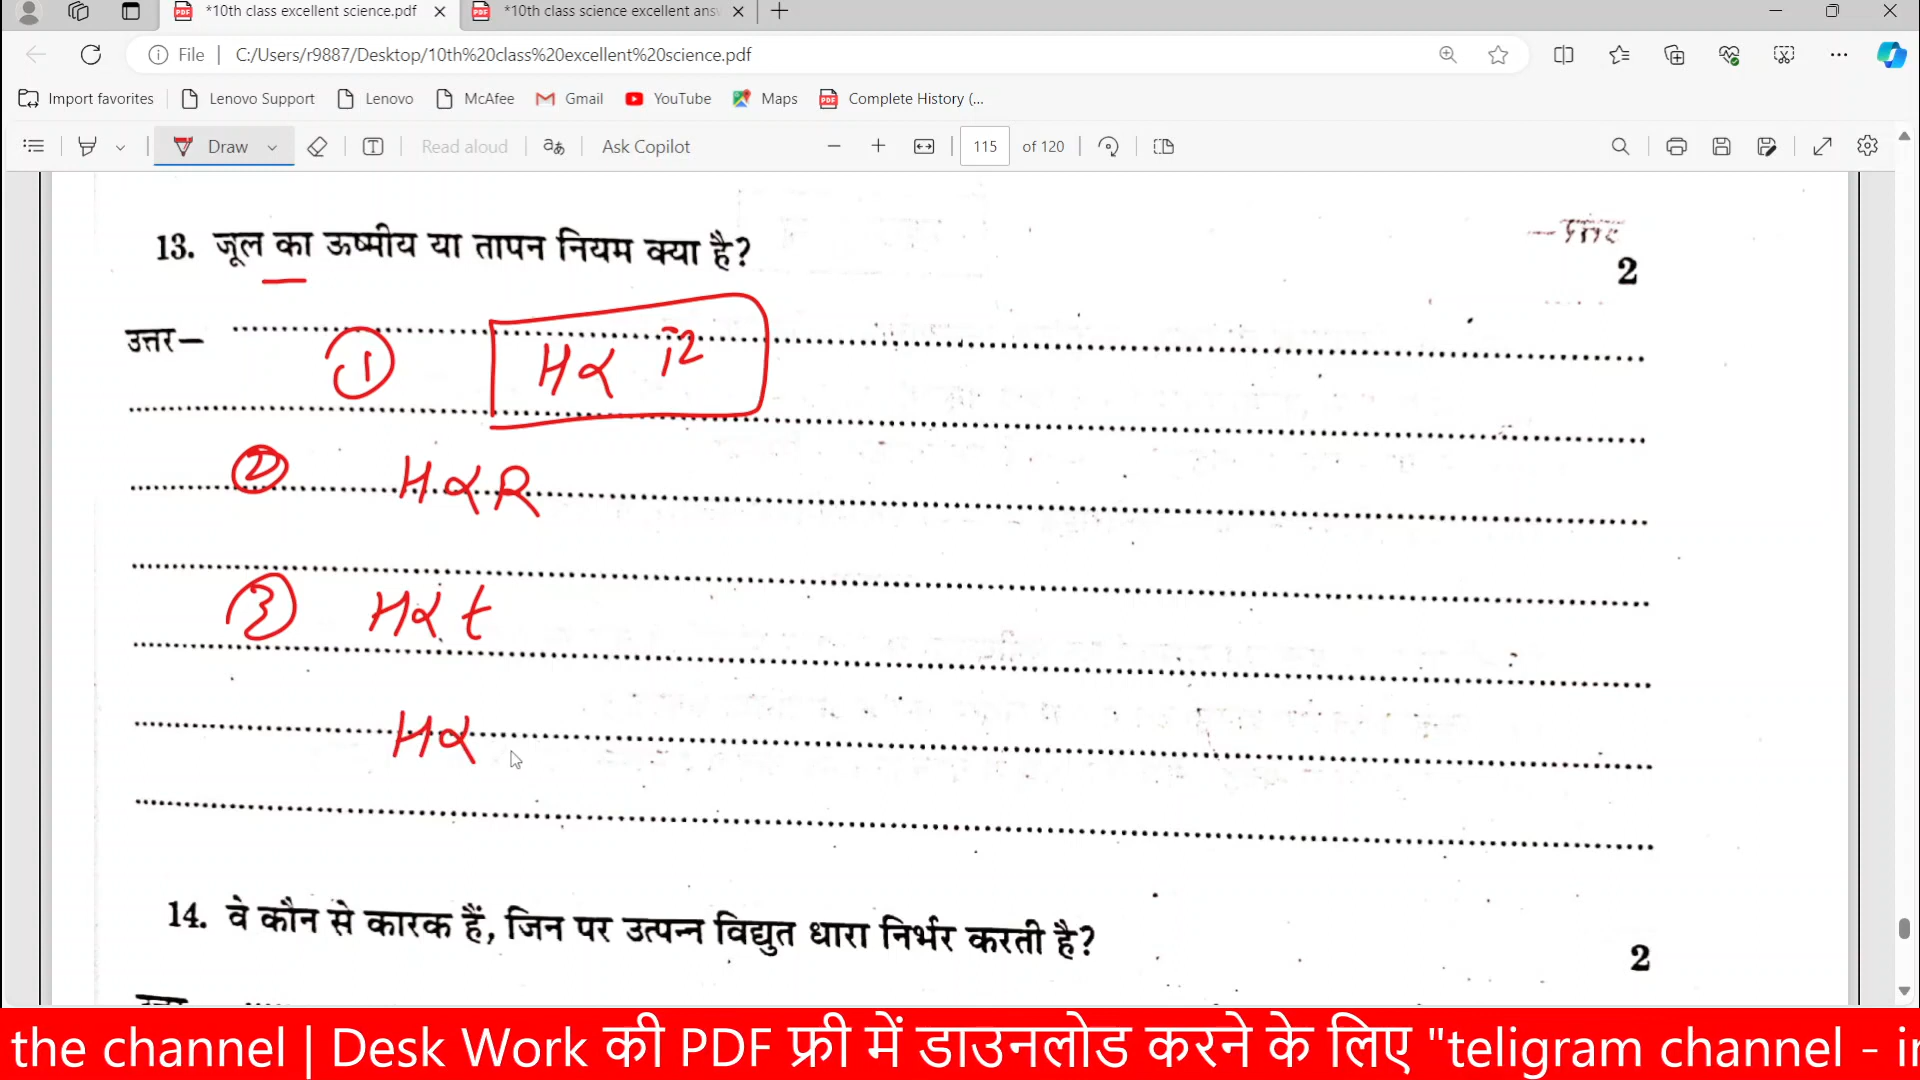 *10th class excellent science.pdf
*10th class science excellent ans
File
C:/Users/r9887/Desktop/10th%20class%20excellent%20science.pdf
Import favorites
Lenovo Support
Lenovo
McAfee
Gmail
YouTube
Maps
Complete History (...
Draw
Read aloud
aあ
Ask Copilot
115
of 120
13. जूल का ऊष्मीय या तापन नियम क्या है?
2
उत्तर—
① H∝ i2
② H∝R
③ H∝ t
H∝
14. वे कौन से कारक हैं, जिन पर उत्पन्न विद्युत धारा निर्भर करती है?
2
the channel | Desk Work की PDF फ्री में डाउनलोड करने के लिए "teligram channel - in